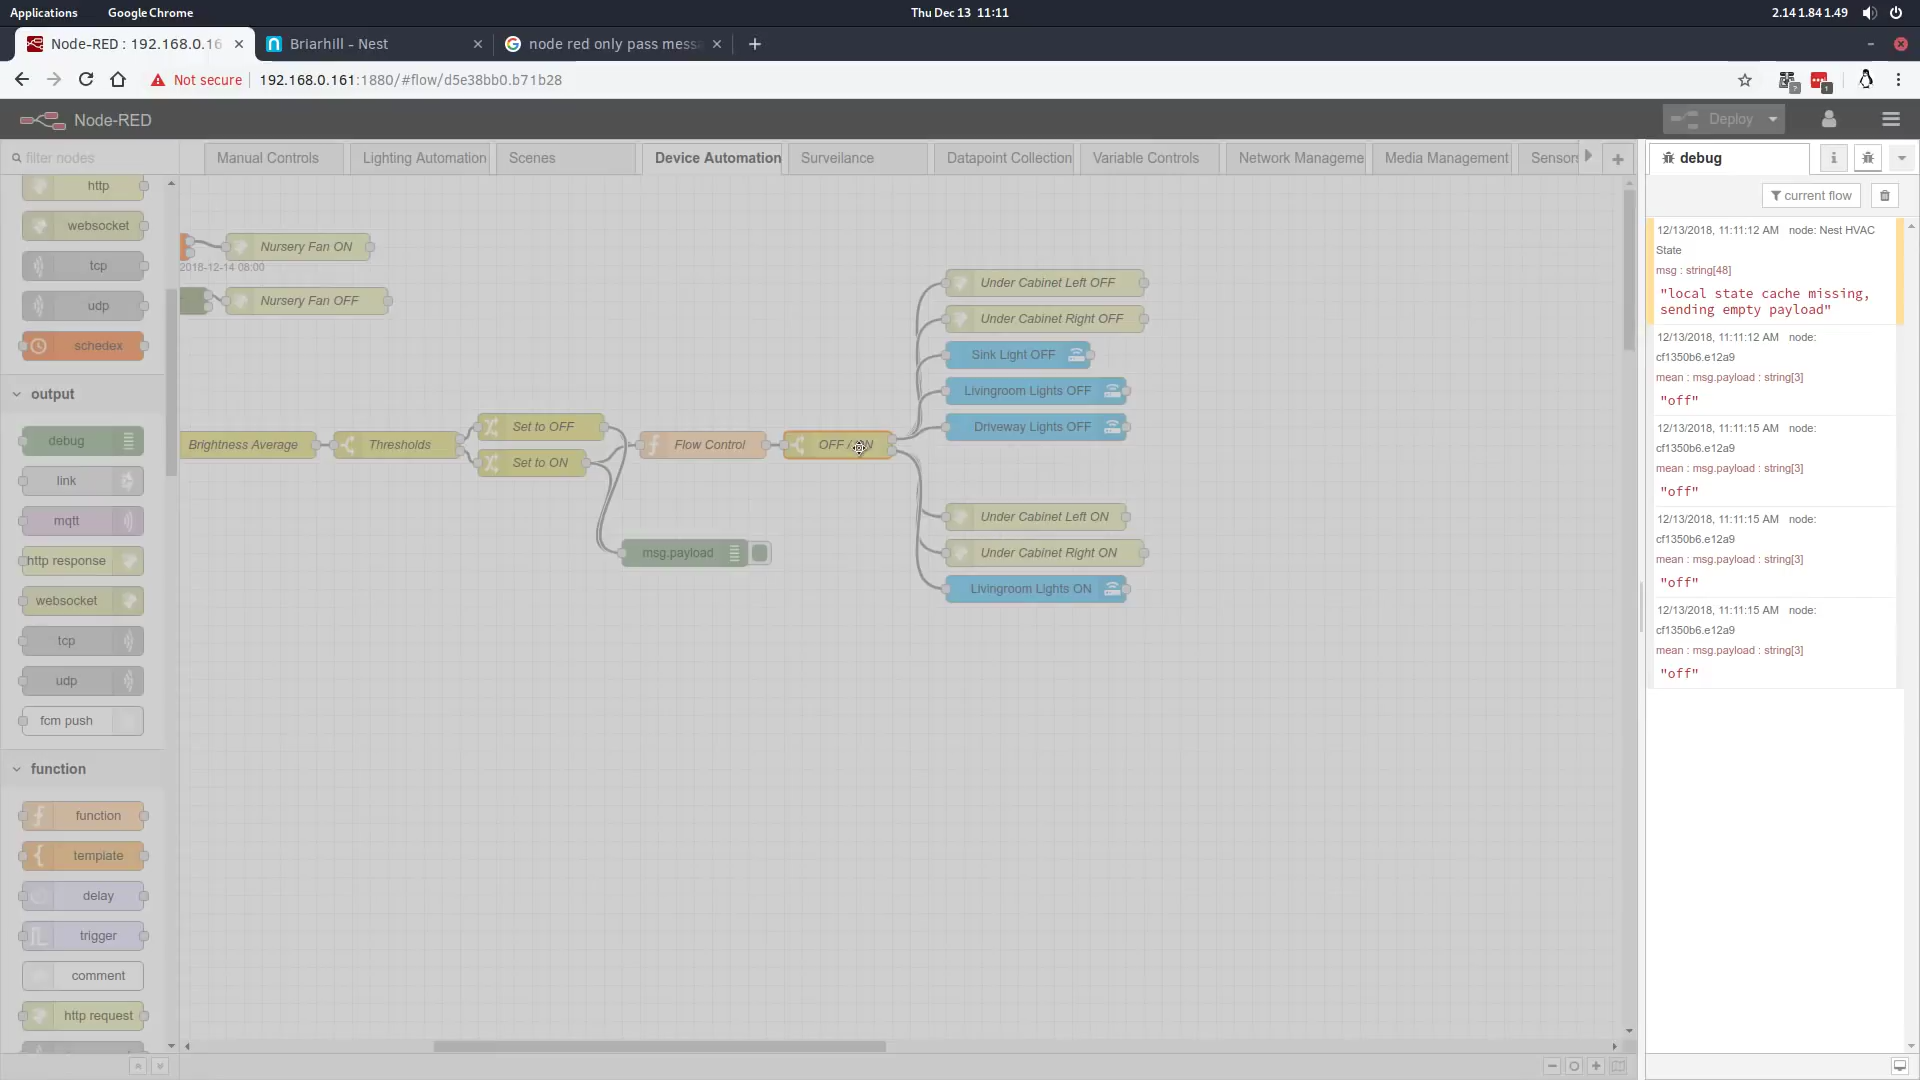 Applications Google Chrome Thu Dec 13 11:11 2.14 1.84 1.49
Node-RED : 192.168.0.16 Briarhill - Nest node red only pass messa
Not secure 192.168.0.161:1880/#flow/d5e38bb0.b71b28
Node-RED Deploy
filter nodes Manual Controls Lighting Automation Scenes Device Automation Surveilance Datapoint Collection Variable Controls Network Manageme Media Management Sensors debug
current flow
http
websocket
tcp
udp
schedex
output
debug
link
mqtt
http response
websocket
tcp
udp
fcm push
function
function
template
delay
trigger
comment
http request
Nursery Fan ON
2018-12-14 08:00
Nursery Fan OFF
Brightness Average
Thresholds
Set to OFF
Set to ON
Flow Control
OFF / ON
msg.payload
Under Cabinet Left OFF
Under Cabinet Right OFF
Sink Light OFF
Livingroom Lights OFF
Driveway Lights OFF
Under Cabinet Left ON
Under Cabinet Right ON
Livingroom Lights ON
12/13/2018, 11:11:12 AM node: Nest HVAC
State
msg : string[48]
"local state cache missing,
sending empty payload"
12/13/2018, 11:11:12 AM node:
cf1350b6.e12a9
mean : msg.payload : string[3]
"off"
12/13/2018, 11:11:12 AM node:
cf1350b6.e12a9
mean : msg.payload : string[3]
"off"
12/13/2018, 11:11:15 AM node:
cf1350b6.e12a9
mean : msg.payload : string[3]
"off"
12/13/2018, 11:11:15 AM node:
cf1350b6.e12a9
mean : msg.payload : string[3]
"off"